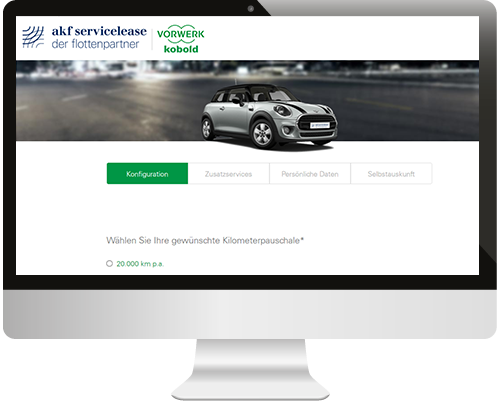 akf servicelease
der flottenpartner
VORWERK
kobold
Konfiguration
Zusatzservices
Persönliche Daten
Selbstauskunft
Wählen Sie Ihre gewünschte Kilometerpauschale*
20.000 km p.a.